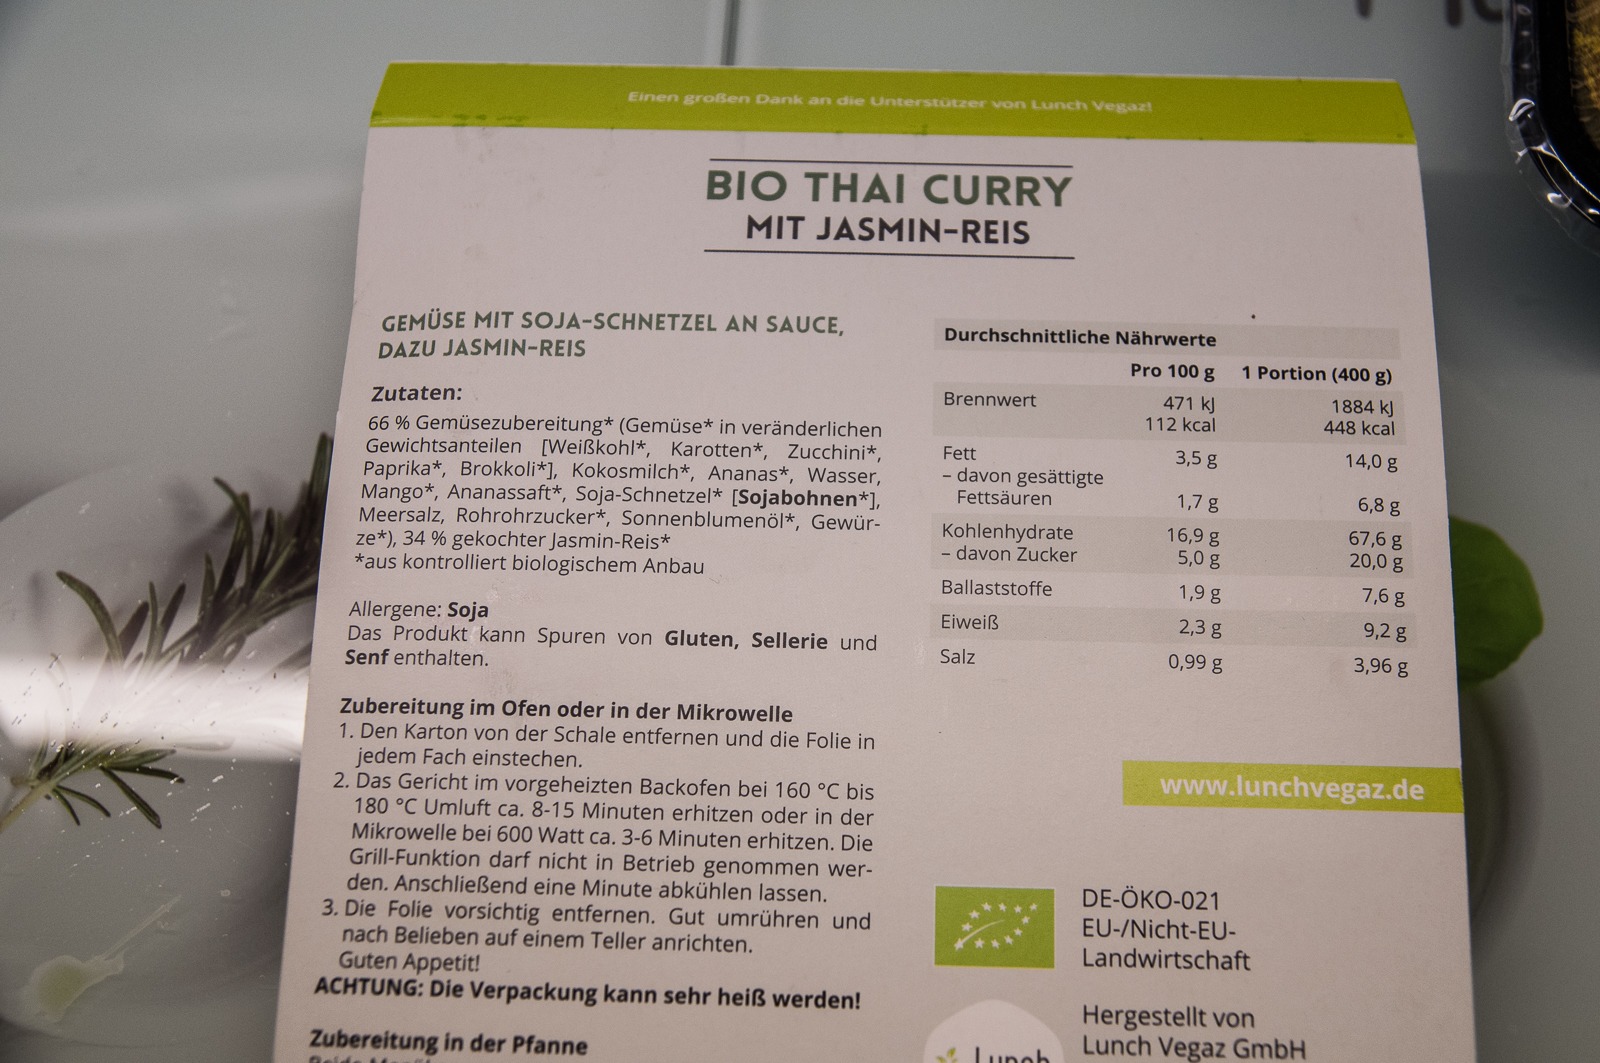 Einen großen Dank an die Unterstützer von Lunch Vegaz!
BIO THAI CURRY
MIT JASMIN-REIS
GEMÜSE MIT SOJA-SCHNETZEL AN SAUCE,
DAZU JASMIN-REIS
Zutaten:
66 % Gemüsezubereitung* (Gemüse* in veränderlichen
Gewichtsanteilen [Weißkohl*, Karotten*, Zucchini*,
Paprika*, Brokkoli*], Kokosmilch*, Ananas*, Wasser,
Mango*, Ananassaft*, Soja-Schnetzel* [Sojabohnen*],
Meersalz, Rohrohrzucker*, Sonnenblumenöl*, Gewür-
ze*), 34 % gekochter Jasmin-Reis*
*aus kontrolliert biologischem Anbau
Allergene: Soja
Das Produkt kann Spuren von Gluten, Sellerie und
Senf enthalten.
Zubereitung im Ofen oder in der Mikrowelle
1. Den Karton von der Schale entfernen und die Folie in
jedem Fach einstechen.
2. Das Gericht im vorgeheizten Backofen bei 160 °C bis
180 °C Umluft ca. 8-15 Minuten erhitzen oder in der
Mikrowelle bei 600 Watt ca. 3-6 Minuten erhitzen. Die
Grill-Funktion darf nicht in Betrieb genommen wer-
den. Anschließend eine Minute abkühlen lassen.
3. Die Folie vorsichtig entfernen. Gut umrühren und
nach Belieben auf einem Teller anrichten.
Guten Appetit!
ACHTUNG: Die Verpackung kann sehr heiß werden!
Zubereitung in der Pfanne
Durchschnittliche Nährwerte
Pro 100 g 1 Portion (400 g)
Brennwert 471 kJ 1884 kJ
112 kcal 448 kcal
Fett 3,5 g 14,0 g
– davon gesättigte
Fettsäuren 1,7 g 6,8 g
Kohlenhydrate 16,9 g 67,6 g
– davon Zucker 5,0 g 20,0 g
Ballaststoffe 1,9 g 7,6 g
Eiweiß 2,3 g 9,2 g
Salz 0,99 g 3,96 g
www.lunchvegaz.de
DE-ÖKO-021
EU-/Nicht-EU-
Landwirtschaft
Hergestellt von
Lunch Vegaz GmbH
Lunch